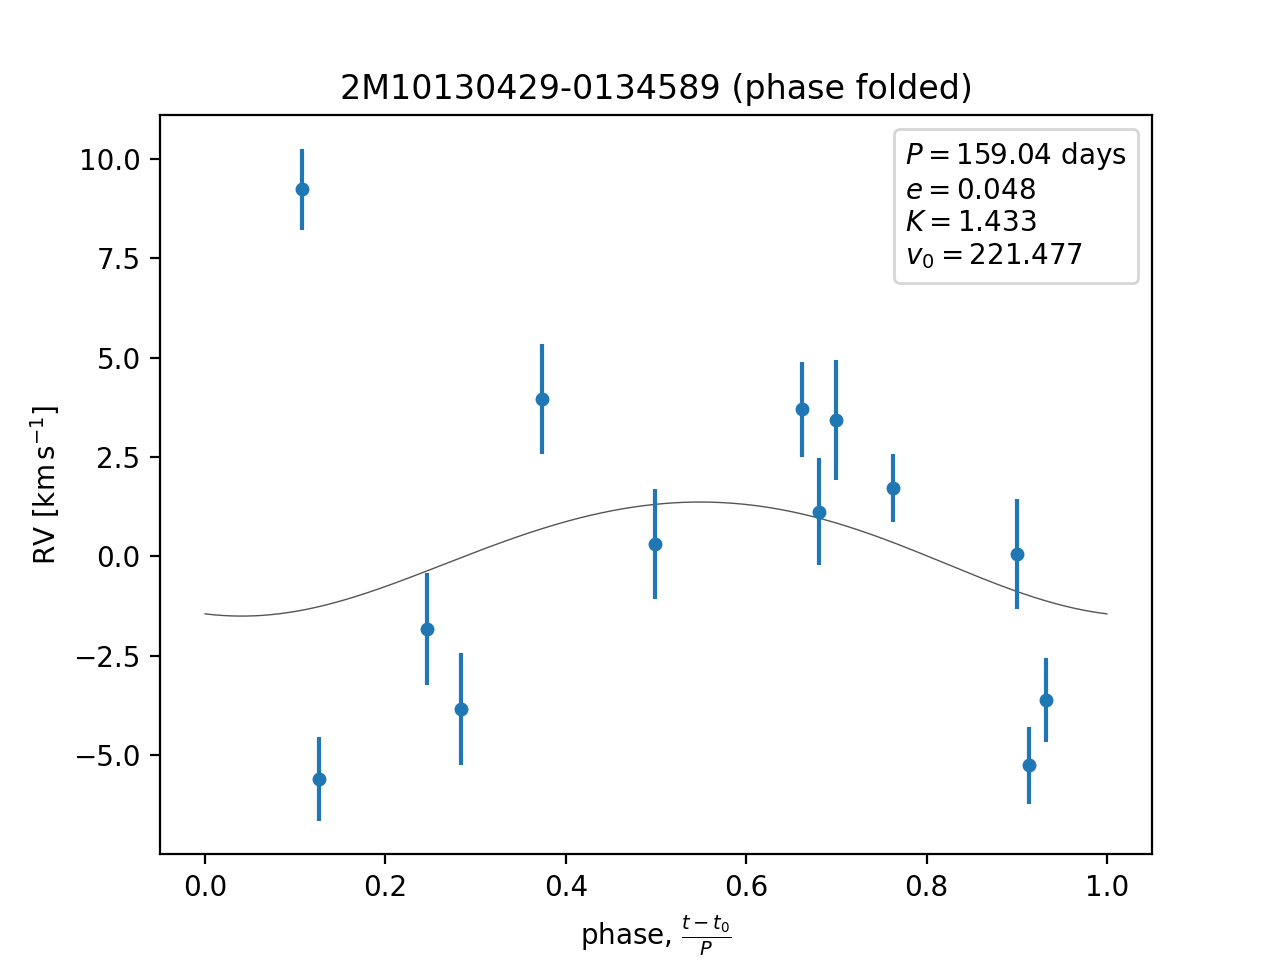 2M10130429-0134589 (phase folded)
P = 159.04 days
e = 0.048
K = 1.433
v₀ = 221.477
10.0
7.5
5.0
2.5
0.0
−2.5
−5.0
RV [km s⁻¹]
0.0 0.2 0.4 0.6 0.8 1.0
phase, (t − t₀)/P